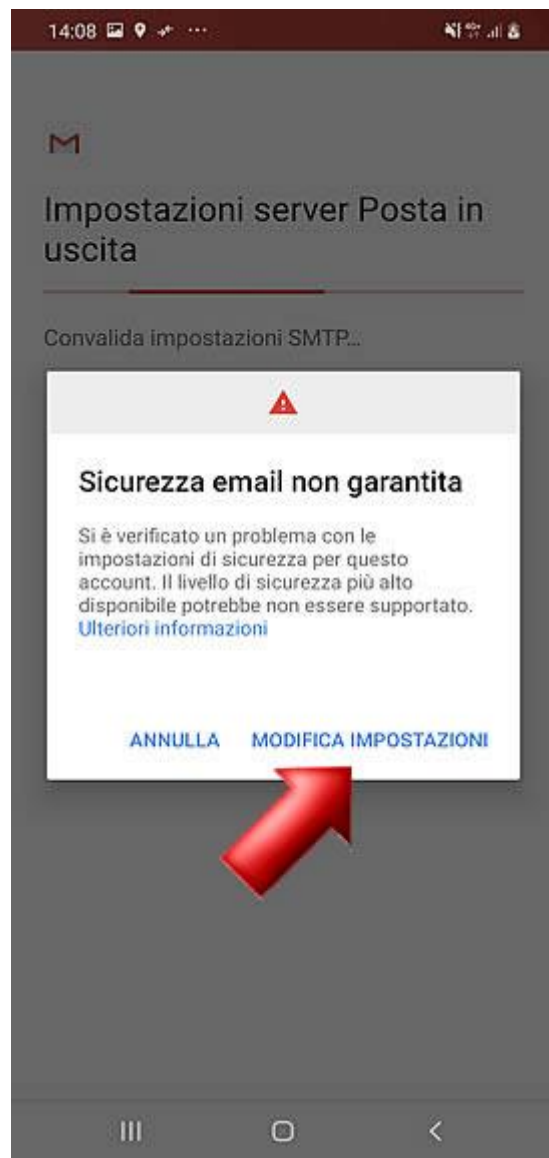 14:08
Impostazioni server Posta in
uscita
Convalida impostazioni SMTP...
Sicurezza email non garantita
Si è verificato un problema con le
impostazioni di sicurezza per questo
account. Il livello di sicurezza più alto
disponibile potrebbe non essere supportato.
Ulteriori informazioni
ANNULLA MODIFICA IMPOSTAZIONI